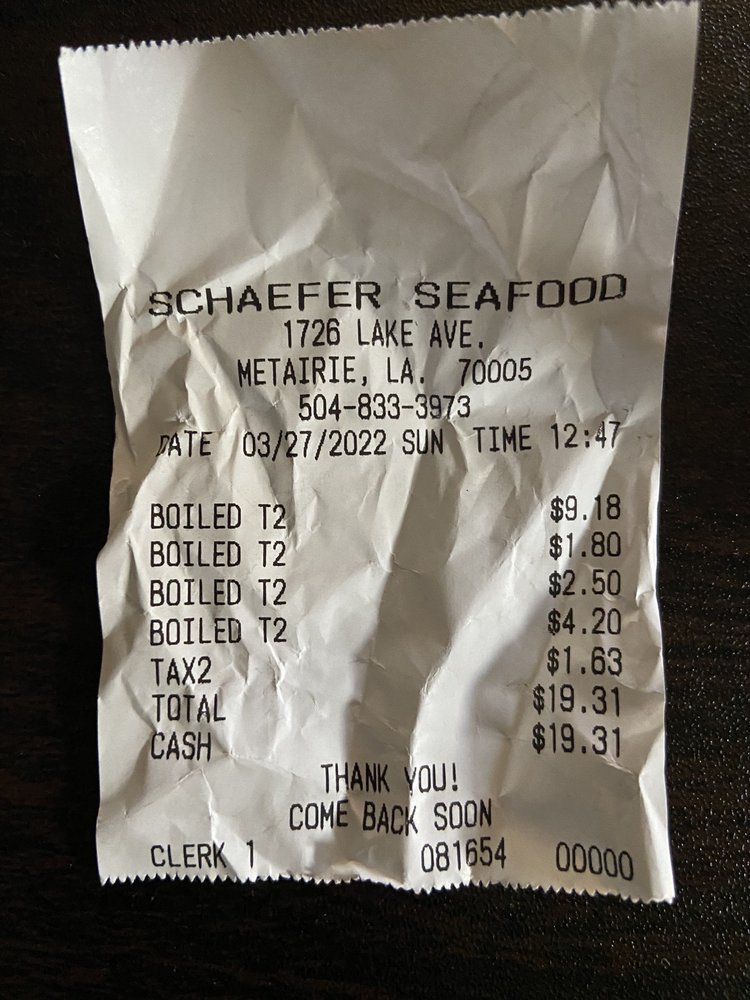 SCHAEFER SEAFOOD
1726 LAKE AVE.
METAIRIE, LA. 70005
504-833-3973
DATE 03/27/2022 SUN TIME 12:47
BOILED T2 $9.18
BOILED T2 $1.80
BOILED T2 $2.50
BOILED T2 $4.20
TAX2 $1.63
TOTAL $19.31
CASH $19.31
THANK YOU!
COME BACK SOON
CLERK 1 081654 00000